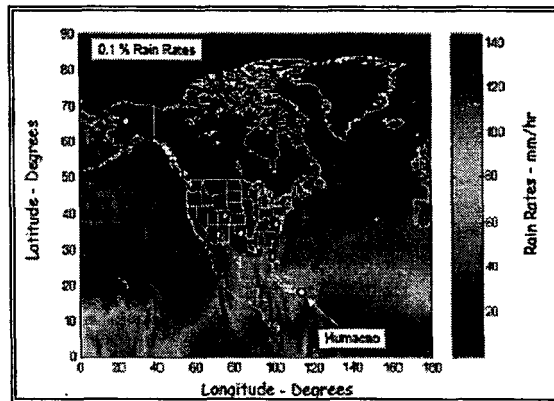 0.1 % Rain Rates
90
80
70
60
50
40
30
20
10
0
0 20 40 60 80 100 120 140 160 180
Latitude - Degrees
Longitude - Degrees
Humacao
140
120
100
80
60
40
20
Rain Rates - mm/hr